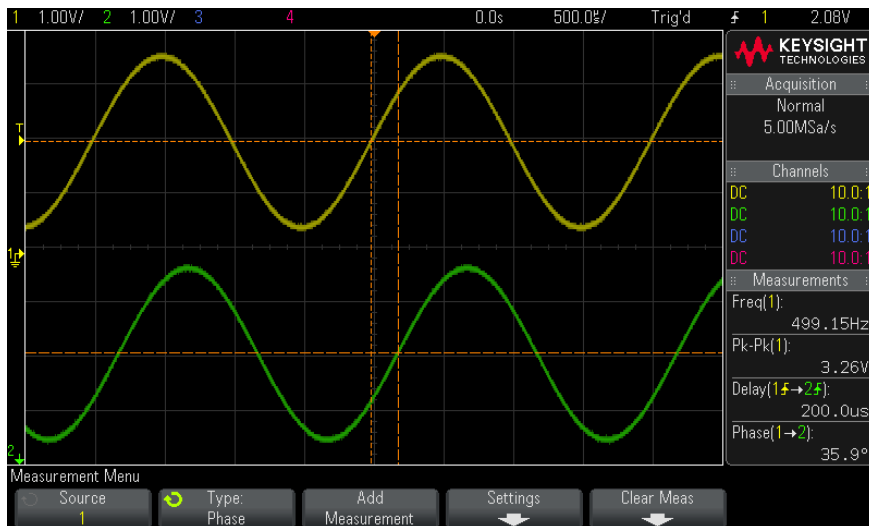 1 1.00V/ 2 1.00V/ 3 4 0.0s 500.0µ/ Trig'd 1 2.08V
KEYSIGHT
TECHNOLOGIES
Acquisition
Normal
5.00MSa/s
Channels
DC 10.0:1
DC 10.0:1
DC 10.0:1
DC 10.0:1
Measurements
Freq(1):
499.15Hz
Pk-Pk(1):
3.26V
Delay(1→2):
200.0us
Phase(1→2):
35.9°
T
1
2
Measurement Menu
Source
1
Type:
Phase
Add
Measurement
Settings
Clear Meas